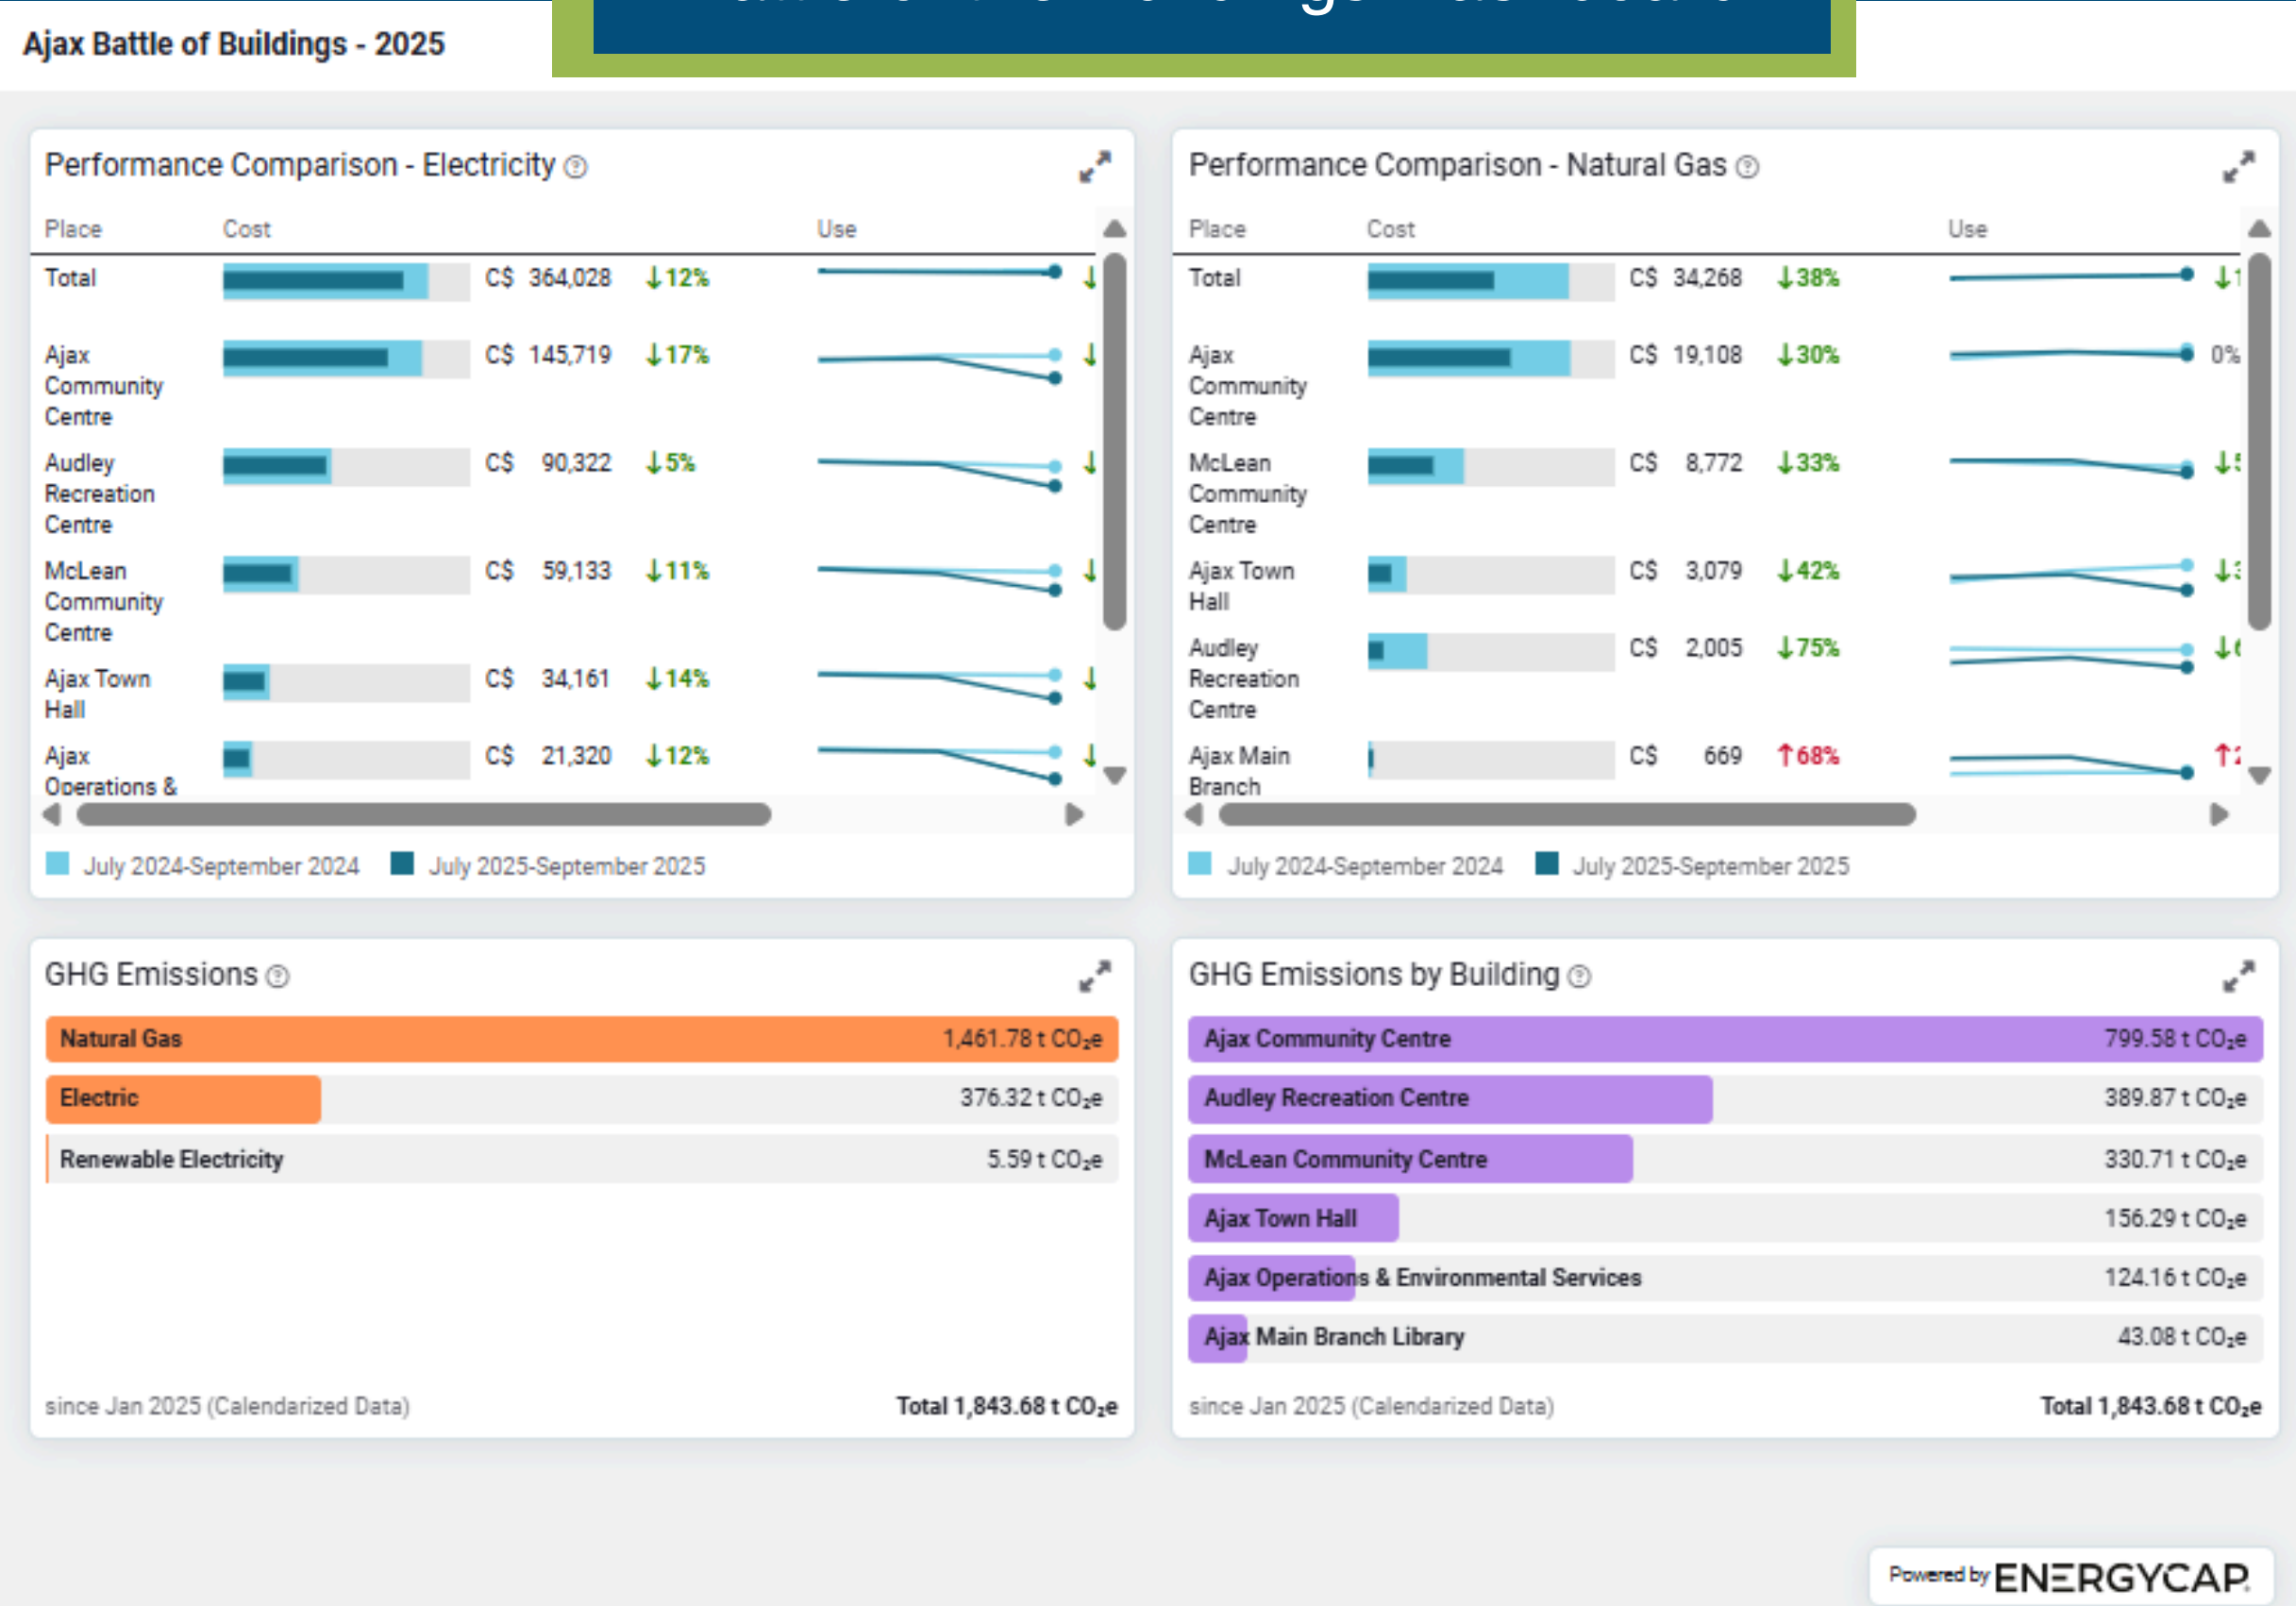 Ajax Battle of Buildings - 2025
Performance Comparison - Electricity
Place Cost Use
Total C$ 364,028 ↓12% ↓
Ajax Community Centre C$ 145,719 ↓17% ↓
Audley Recreation Centre C$ 90,322 ↓5% ↓
McLean Community Centre C$ 59,133 ↓11% ↓
Ajax Town Hall C$ 34,161 ↓14% ↓
Ajax Operations & C$ 21,320 ↓12% ↓
July 2024-September 2024 July 2025-September 2025
Performance Comparison - Natural Gas
Place Cost Use
Total C$ 34,268 ↓38% ↓1
Ajax Community Centre C$ 19,108 ↓30% 0%
McLean Community Centre C$ 8,772 ↓33% ↓
Ajax Town Hall C$ 3,079 ↓42% ↓
Audley Recreation Centre C$ 2,005 ↓75% ↓
Ajax Main Branch C$ 669 ↑68% ↑
July 2024-September 2024 July 2025-September 2025
GHG Emissions
Natural Gas 1,461.78 t CO₂e
Electric 376.32 t CO₂e
Renewable Electricity 5.59 t CO₂e
since Jan 2025 (Calendarized Data) Total 1,843.68 t CO₂e
GHG Emissions by Building
Ajax Community Centre 799.58 t CO₂e
Audley Recreation Centre 389.87 t CO₂e
McLean Community Centre 330.71 t CO₂e
Ajax Town Hall 156.29 t CO₂e
Ajax Operations & Environmental Services 124.16 t CO₂e
Ajax Main Branch Library 43.08 t CO₂e
since Jan 2025 (Calendarized Data) Total 1,843.68 t CO₂e
Powered by ENERGYCAP.